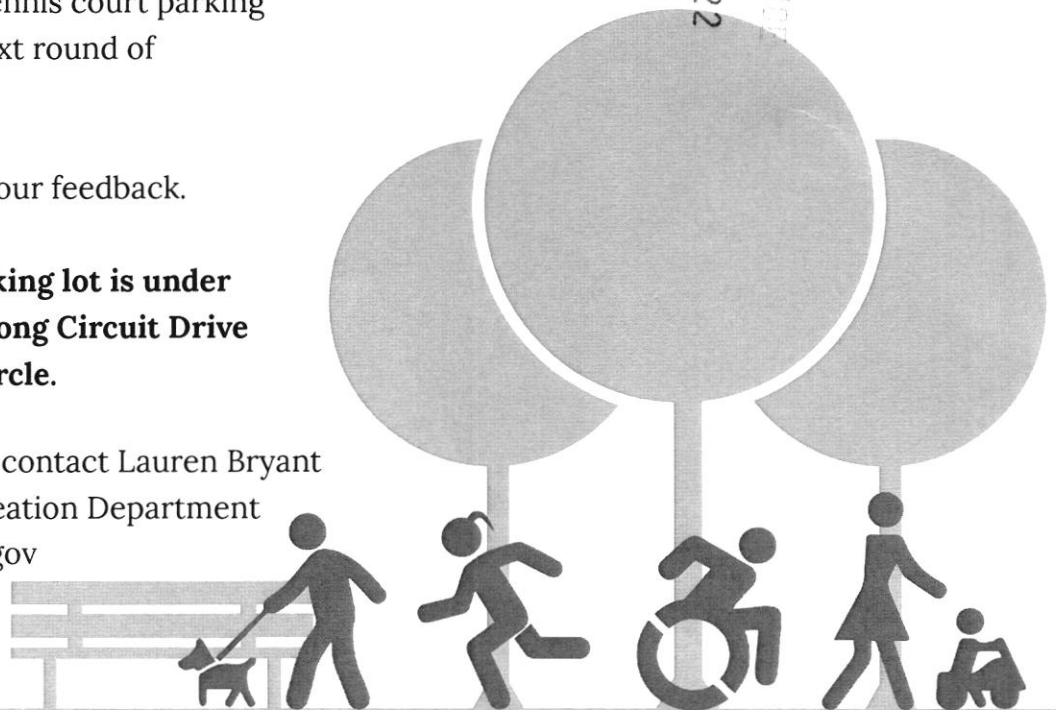 ennis court parking
xt round of
our feedback.
king lot is under
ong Circuit Drive
rcle.
contact Lauren Bryant
eation Department
gov
22